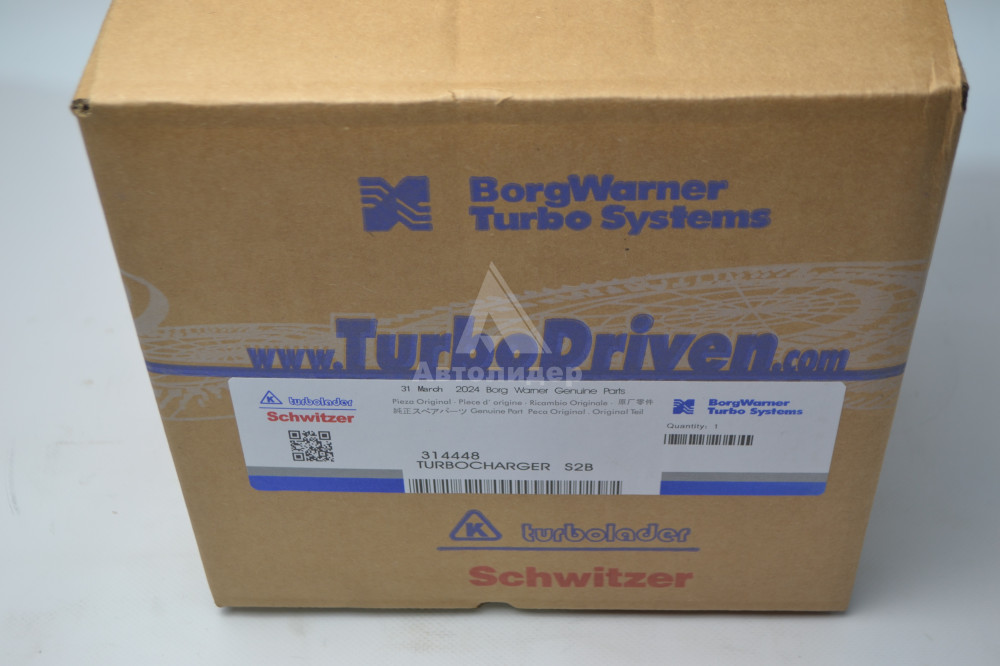 BorgWarner
Turbo Systems
www.TurboDriven.com
Автолидер
31 March 2024 Borg Warner Genuine Parts
K turbolader
Schwitzer
Pieza Original · Piece d' origine · Ricambio Originale · 原厂零件
純正スペアパーツ Genuine Part Peca Original . Original Teil
BorgWarner
Turbo Systems
Quantity: 1
314448
TURBOCHARGER S2B
K turbolader
Schwitzer